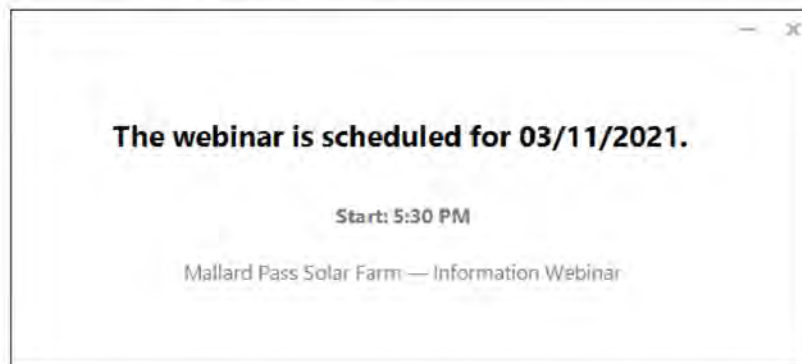 The webinar is scheduled for 03/11/2021.
Start: 5:30 PM
Mallard Pass Solar Farm — Information Webinar